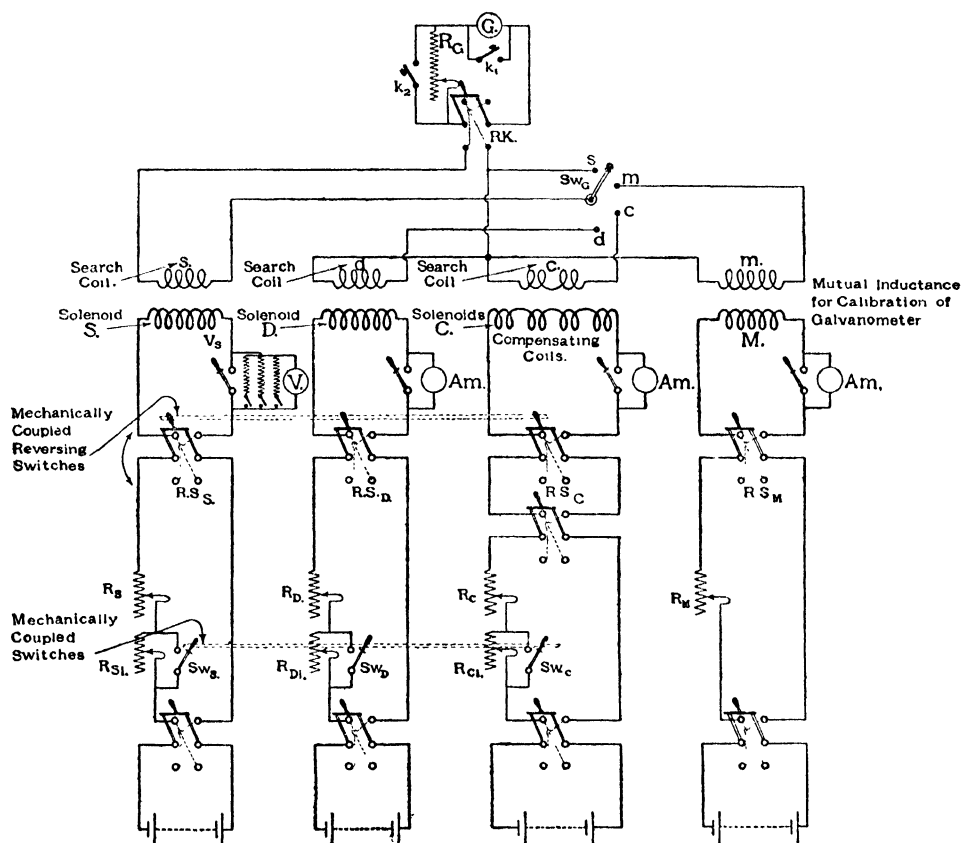 G.
RG
k1
k2
RK.
S
SwG
m
c
d
Search Coil.
s.
Search Coil
d
Search Coil
c.
m.
Mutual Inductance
for Calibration of
Galvanometer
Solenoid
S.
Solenoid
D.
Solenoids
C.
Compensating
Coils.
M.
VS
V.
Am.
Am.
Am.
Mechanically
Coupled
Reversing
Switches
R.S S.
R.S.D.
R S C
R S M
RS
RD.
RC
RM
Mechanically
Coupled
Switches
RS1.
SwS.
RD1.
SwD
RC1.
SwC